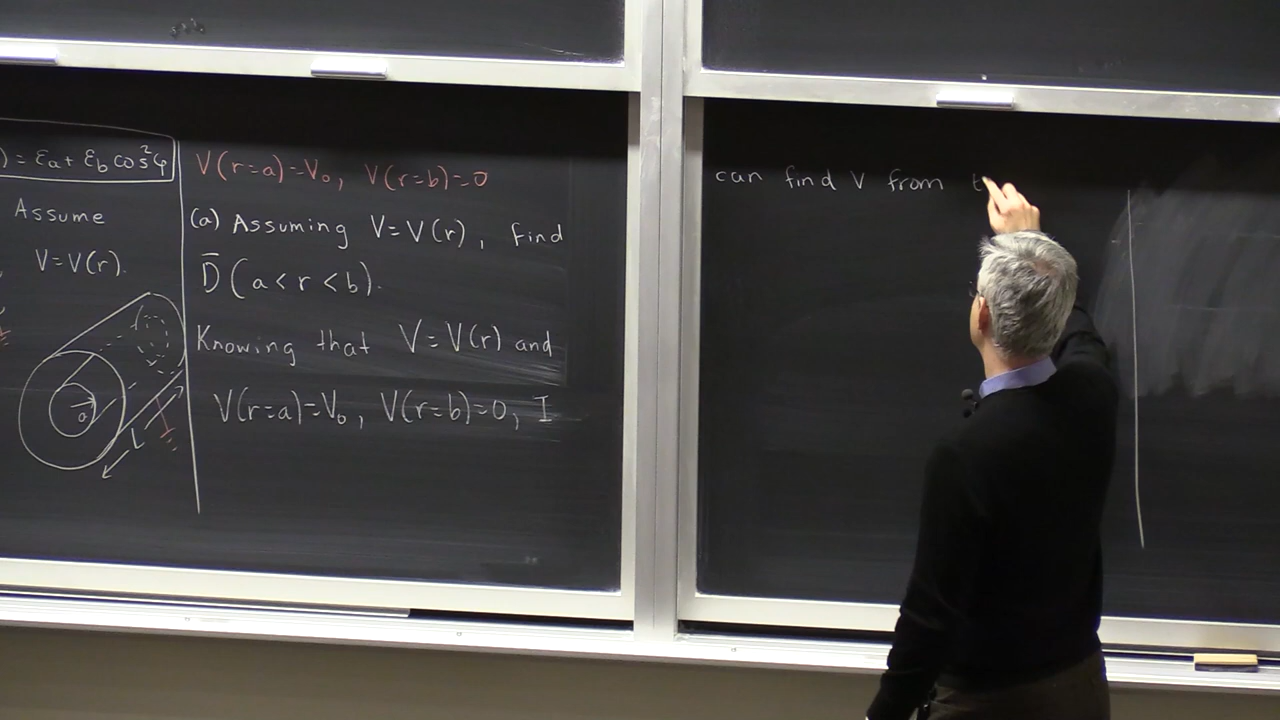 ) = εa + εb cos²φ
Assume
V=V(r).
a
L
V(r=a)=V₀, V(r=b)=0
(a) Assuming V=V(r), find
D̄(a<r<b).
Knowing that V=V(r) and
V(r=a)=V₀, V(r=b)=0, I
can find V from t